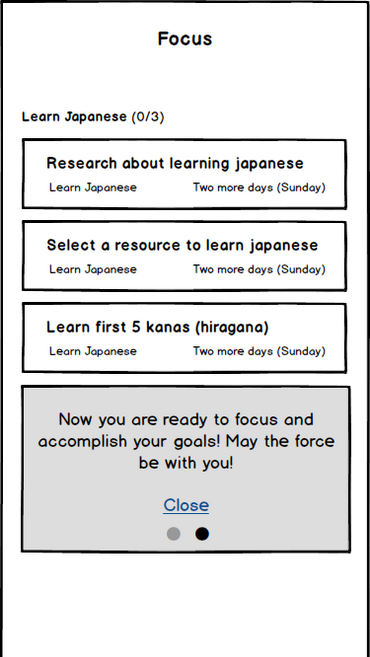 Focus
Learn Japanese (0/3)
Research about learning japanese
Learn Japanese Two more days (Sunday)
Select a resource to learn japanese
Learn Japanese Two more days (Sunday)
Learn first 5 kanas (hiragana)
Learn Japanese Two more days (Sunday)
Now you are ready to focus and
accomplish your goals! May the force
be with you!
Close